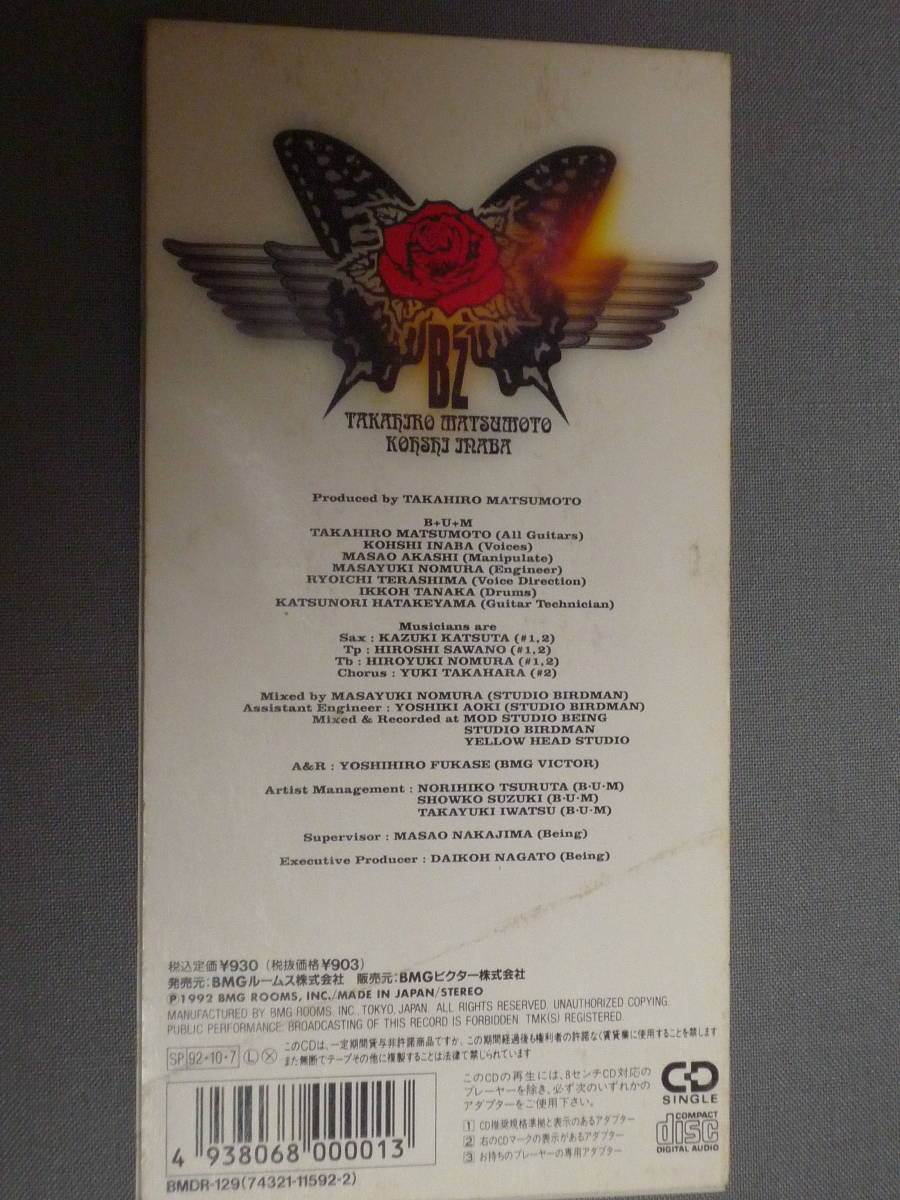 B'z
TAKAHIRO MATSUMOTO
KOHSHI INABA
Produced by TAKAHIRO MATSUMOTO
B+U+M
TAKAHIRO MATSUMOTO (All Guitars)
KOHSHI INABA (Voices)
MASAO AKASHI (Manipulate)
MASAYUKI NOMURA (Engineer)
RYOICHI TERASHIMA (Voice Direction)
IKKOH TANAKA (Drums)
KATSUNORI HATAKEYAMA (Guitar Technician)
Musicians are
Sax : KAZUKI KATSUTA (#1,2)
Tp : HIROSHI SAWANO (#1,2)
Tb : HIROYUKI NOMURA (#1,2)
Chorus : YUKI TAKAHARA (#2)
Mixed by MASAYUKI NOMURA (STUDIO BIRDMAN)
Assistant Engineer : YOSHIKI AOKI (STUDIO BIRDMAN)
Mixed & Recorded at MOD STUDIO BEING
STUDIO BIRDMAN
YELLOW HEAD STUDIO
A&R : YOSHIHIRO FUKASE (BMG VICTOR)
Artist Management : NORIHIKO TSURUTA (B·U·M)
SHOWKO SUZUKI (B·U·M)
TAKAYUKI IWATSU (B·U·M)
Supervisor : MASAO NAKAJIMA (Being)
Executive Producer : DAIKOH NAGATO (Being)
税込定価¥930 (税抜価格¥903)
発売元:BMGルームス株式会社 販売元:BMGビクター株式会社
℗1992 BMG ROOMS, INC./MADE IN JAPAN/STEREO
MANUFACTURED BY BMG ROOMS, INC., TOKYO, JAPAN. ALL RIGHTS RESERVED. UNAUTHORIZED COPYING.
PUBLIC PERFORMANCE. BROADCASTING OF THIS RECORD IS FORBIDDEN. TMK(S) REGISTERED.
SP 92·10·7 Ⓛ Ⓧ このCDは、一定期間貸与非許諾商品ですか、この期間経過後も権利者の許諾なく賃貸業に使用することを禁じます
また無断でテープその他に複製することは法律で禁じられています
4 938068 000013
BMDR-129(74321-11592-2)
このCDの再生には、8センチCD対応の
プレーヤーを除き、必ず次のいずれかの
アダプターをご使用下さい。
1 CD推奨規格準拠と表示のあるアダプター
2 右のCDマークの表示があるアダプター
3 お持ちのプレーヤーの専用アダプター
CD
SINGLE
COMPACT
disc
DIGITAL AUDIO